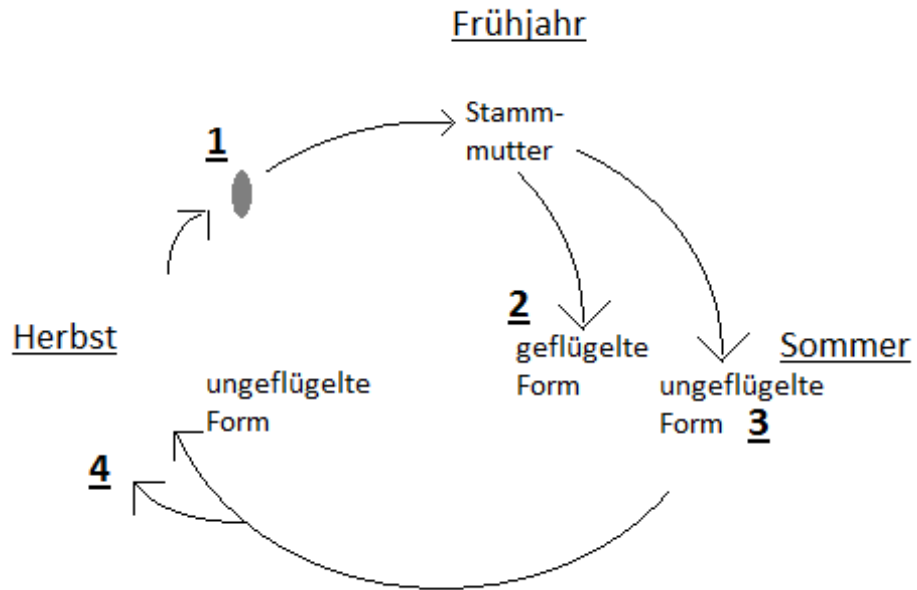 Frühjahr
Stamm-
mutter
1
2
geflügelte
Form
Sommer
ungeflügelte
Form 3
Herbst
ungeflügelte
Form
4